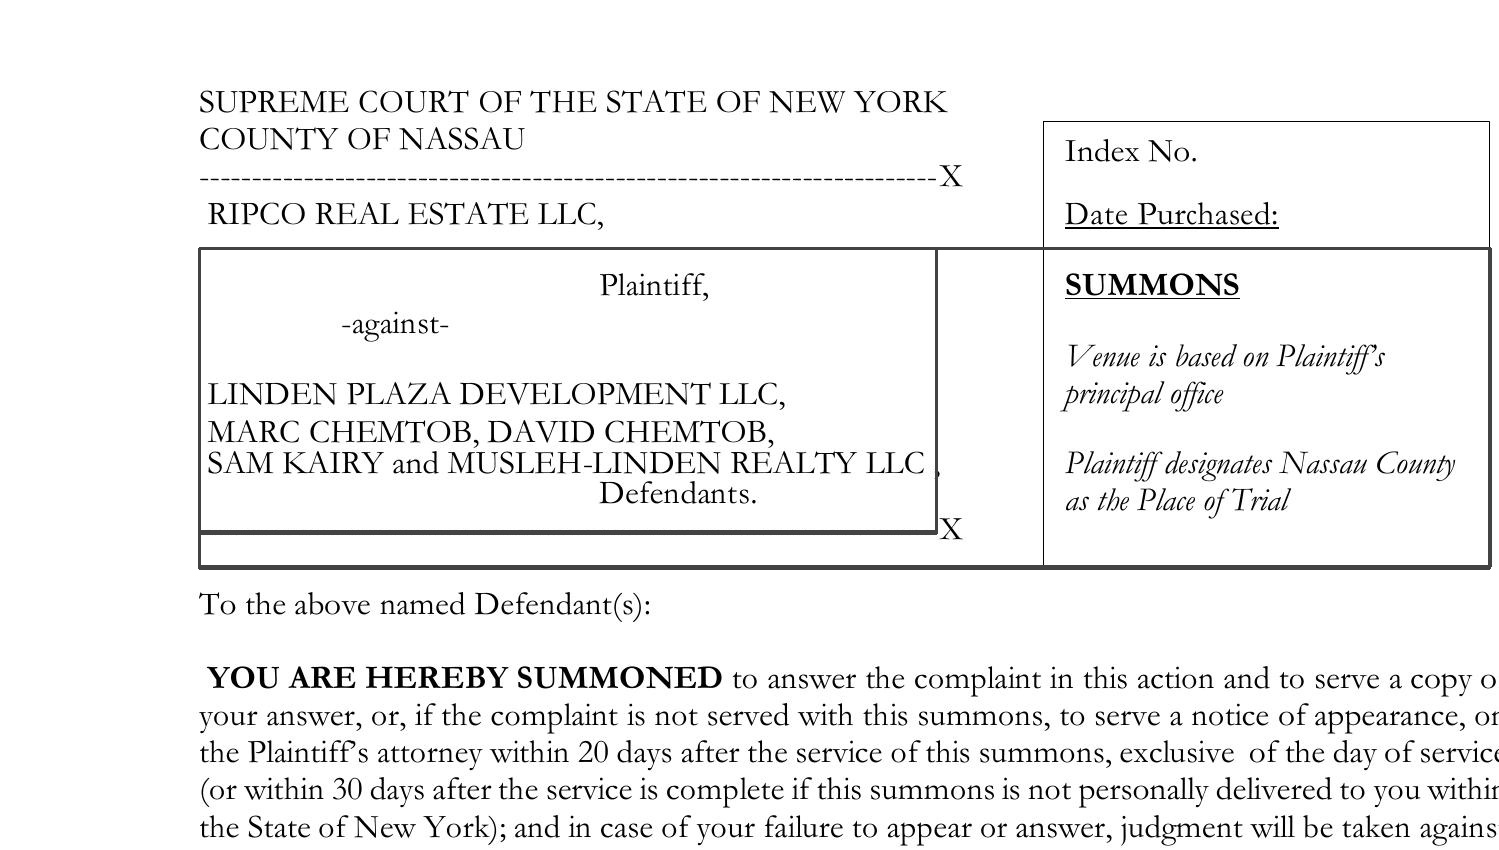 SUPREME COURT OF THE STATE OF NEW YORK
COUNTY OF NASSAU
-----------------------------------------------------------------------X
RIPCO REAL ESTATE LLC,
Plaintiff,
-against-
LINDEN PLAZA DEVELOPMENT LLC,
MARC CHEMTOB, DAVID CHEMTOB,
SAM KAIRY and MUSLEH-LINDEN REALTY LLC ,
Defendants.
X
Index No.
Date Purchased:
SUMMONS
Venue is based on Plaintiff’s
principal office
Plaintiff designates Nassau County
as the Place of Trial
To the above named Defendant(s):
YOU ARE HEREBY SUMMONED to answer the complaint in this action and to serve a copy o
your answer, or, if the complaint is not served with this summons, to serve a notice of appearance, on
the Plaintiff’s attorney within 20 days after the service of this summons, exclusive of the day of service
(or within 30 days after the service is complete if this summons is not personally delivered to you within
the State of New York); and in case of your failure to appear or answer, judgment will be taken agains